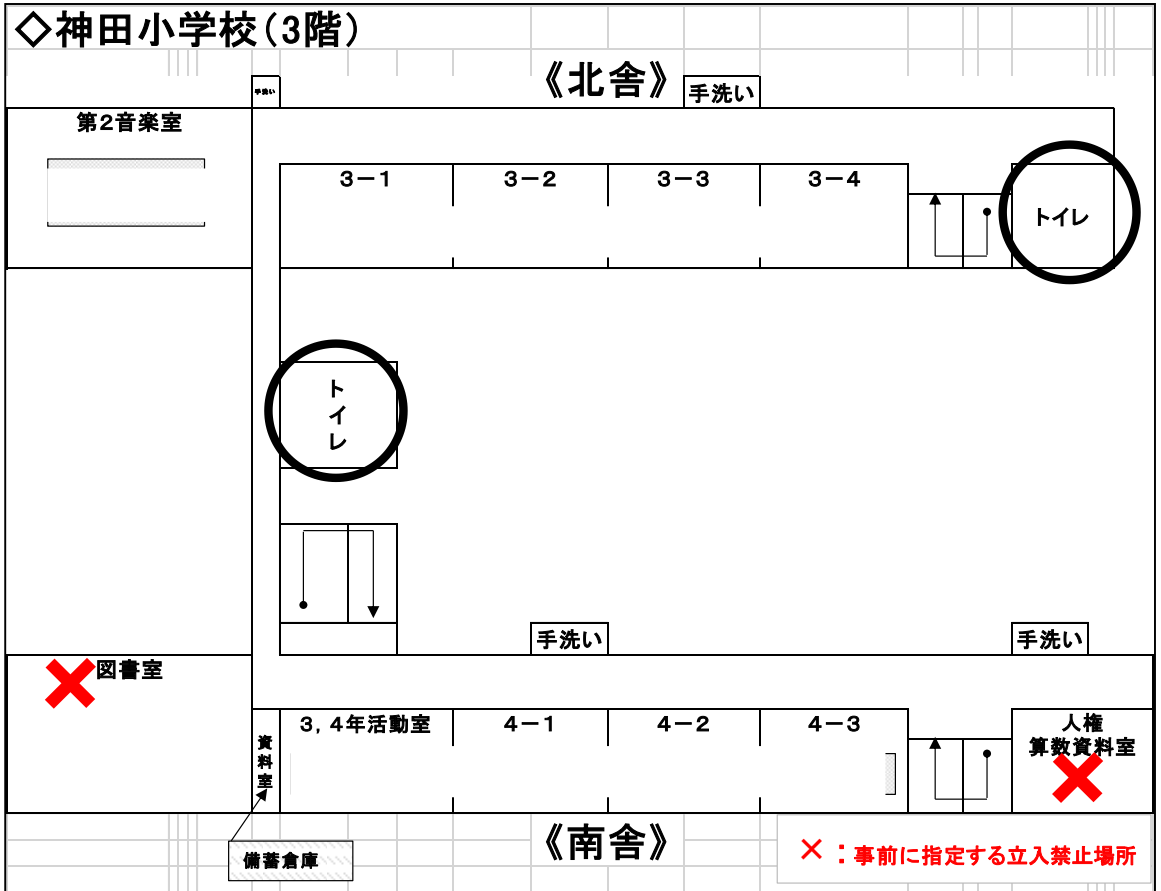 ◇神田小学校(3階)
《北舎》
手洗い
手洗い
第2音楽室
3-1
3-2
3-3
3-4
トイレ
トイレ
手洗い
手洗い
図書室
資料室
3,4年活動室
4-1
4-2
4-3
人権
算数資料室
《南舎》
備蓄倉庫
×:事前に指定する立入禁止場所